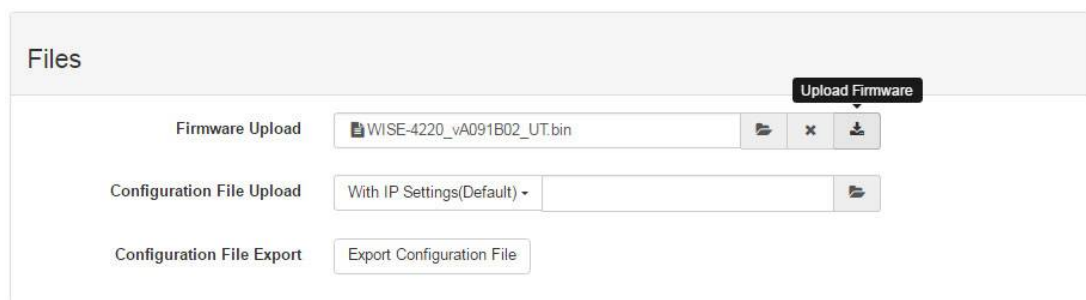 Files
Upload Firmware
Firmware Upload WISE-4220_vA091B02_UT.bin
Configuration File Upload With IP Settings(Default)
Configuration File Export Export Configuration File